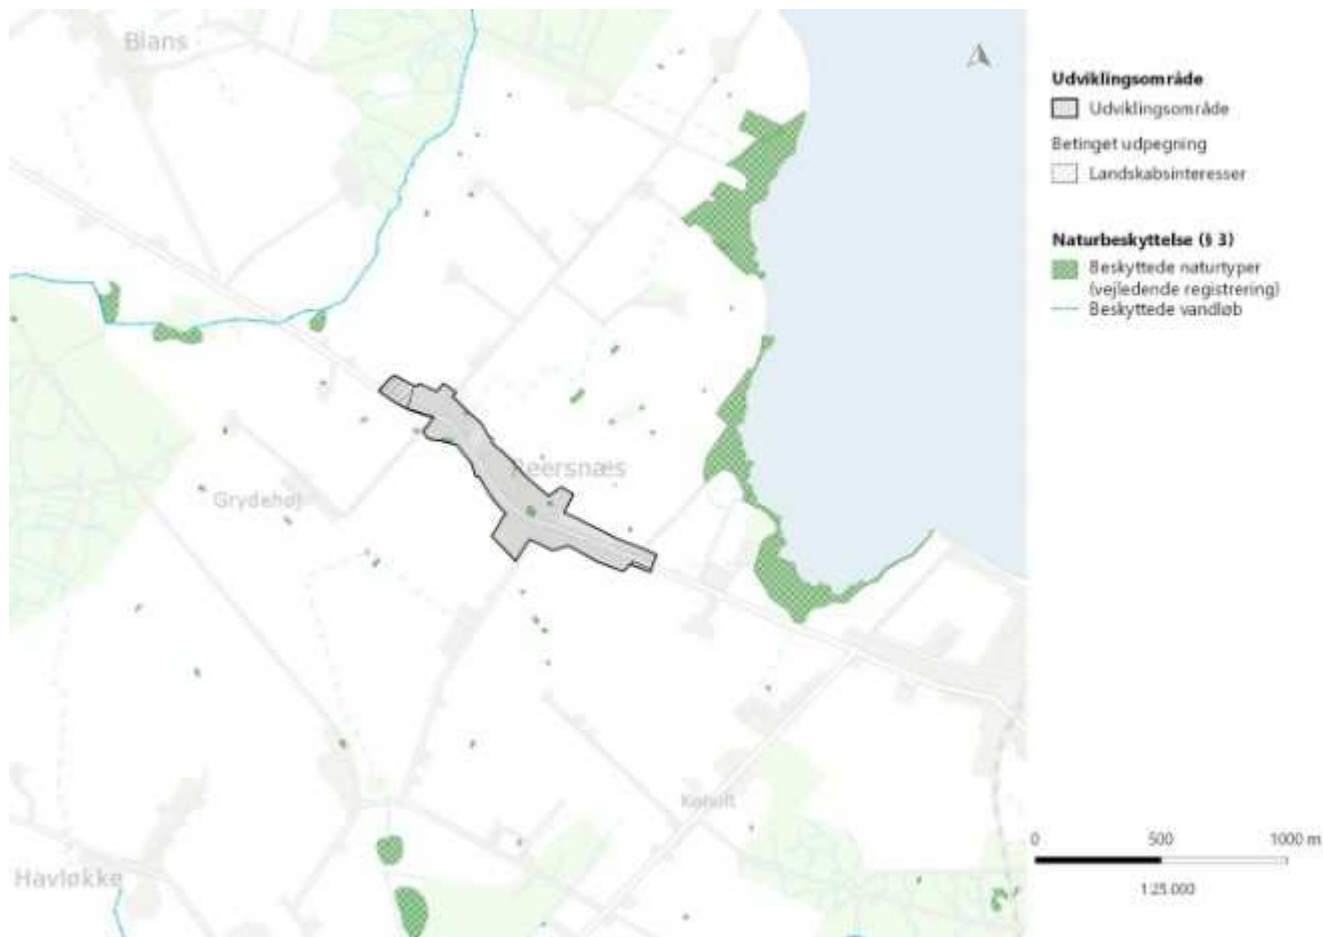 Blans
Reersnæs
Grydehøj
Havløkke
Udviklingsområde
Udviklingsområde
Betinget udpegning
Landskabsinteresser
Naturbeskyttelse (§ 3)
Beskyttede naturtyper
(vejledende registrering)
Beskyttede vandløb
0 500 1000 m
1:25.000